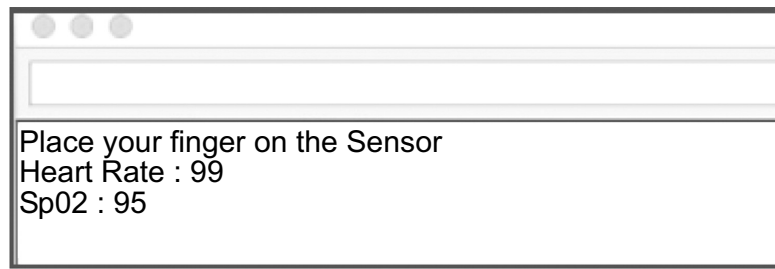 Place your finger on the Sensor
Heart Rate : 99
Sp02 : 95